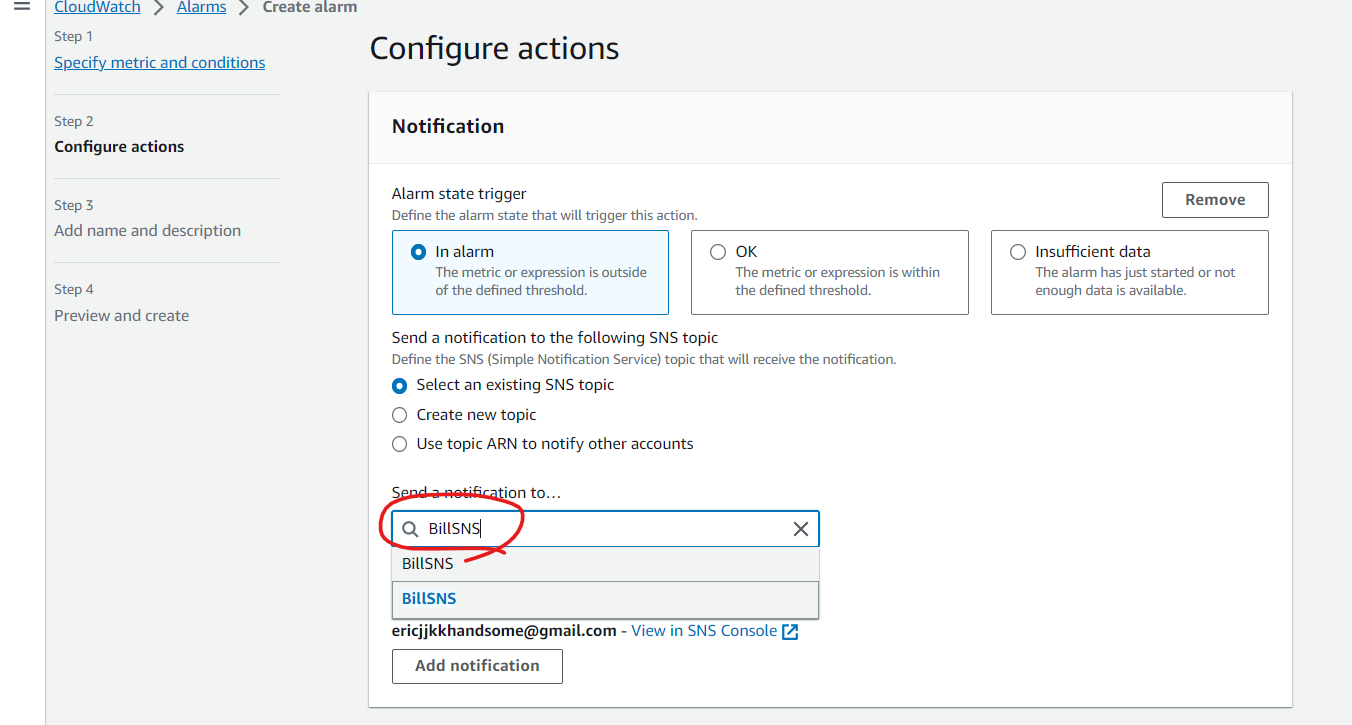 CloudWatch > Alarms > Create alarm
Step 1
Specify metric and conditions
Step 2
Configure actions
Step 3
Add name and description
Step 4
Preview and create
Configure actions
Notification
Alarm state trigger
Define the alarm state that will trigger this action.
Remove
In alarm
The metric or expression is outside
of the defined threshold.
OK
The metric or expression is within
the defined threshold.
Insufficient data
The alarm has just started or not
enough data is available.
Send a notification to the following SNS topic
Define the SNS (Simple Notification Service) topic that will receive the notification.
Select an existing SNS topic
Create new topic
Use topic ARN to notify other accounts
Send a notification to…
BillSNS
BillSNS
BillSNS
ericjjkkhandsome@gmail.com - View in SNS Console
Add notification